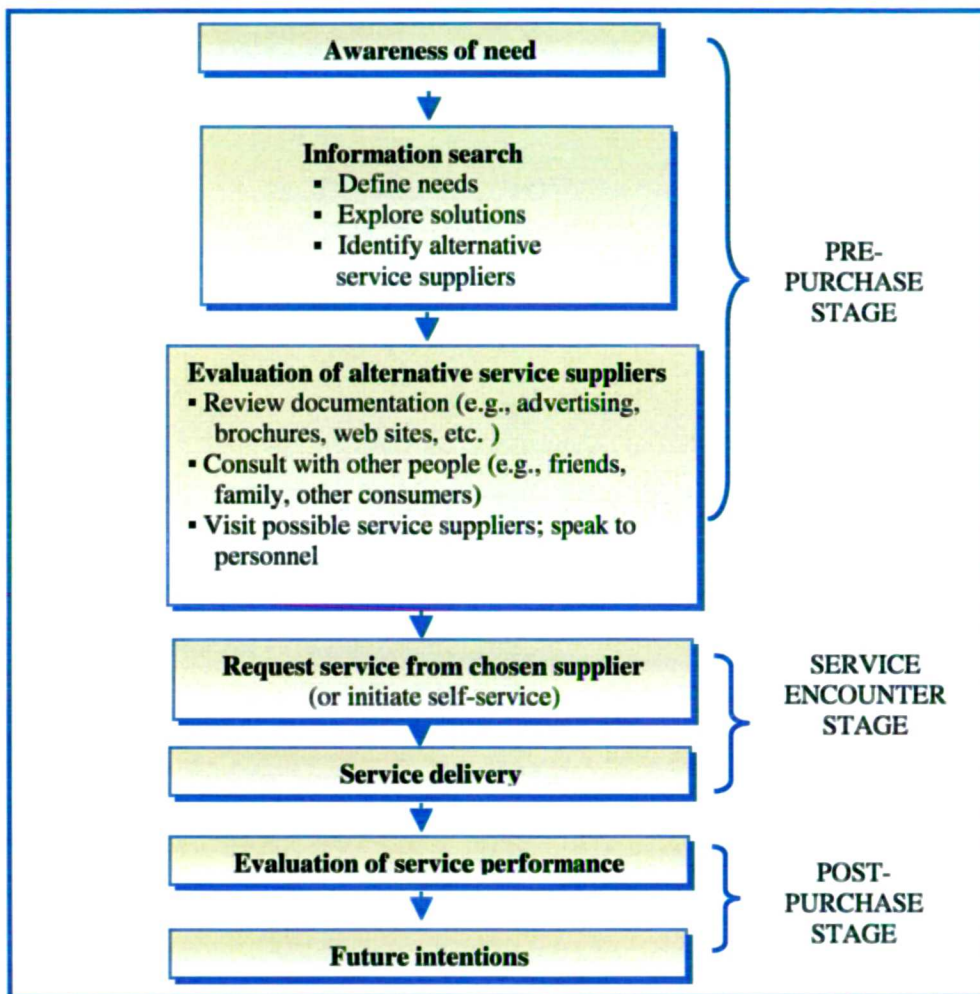 Awareness of need
Information search
▪ Define needs
▪ Explore solutions
▪ Identify alternative
service suppliers
PRE-
PURCHASE
STAGE
Evaluation of alternative service suppliers
▪ Review documentation (e.g., advertising,
brochures, web sites, etc. )
▪ Consult with other people (e.g., friends,
family, other consumers)
▪ Visit possible service suppliers; speak to
personnel
Request service from chosen supplier
(or initiate self-service)
Service delivery
SERVICE
ENCOUNTER
STAGE
Evaluation of service performance
Future intentions
POST-
PURCHASE
STAGE